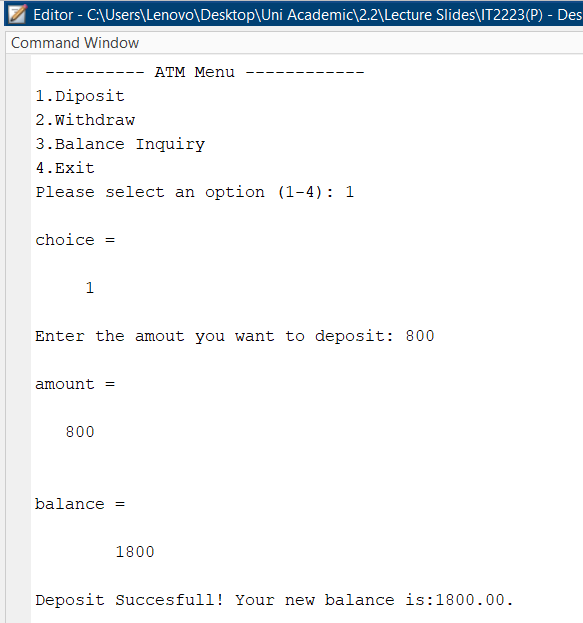 Editor - C:\Users\Lenovo\Desktop\Uni Academic\2.2\Lecture Slides\IT2223(P) - Des
Command Window
---------- ATM Menu ------------
1.Diposit
2.Withdraw
3.Balance Inquiry
4.Exit
Please select an option (1-4): 1
choice =
1
Enter the amout you want to deposit: 800
amount =
800
balance =
1800
Deposit Succesfull! Your new balance is:1800.00.